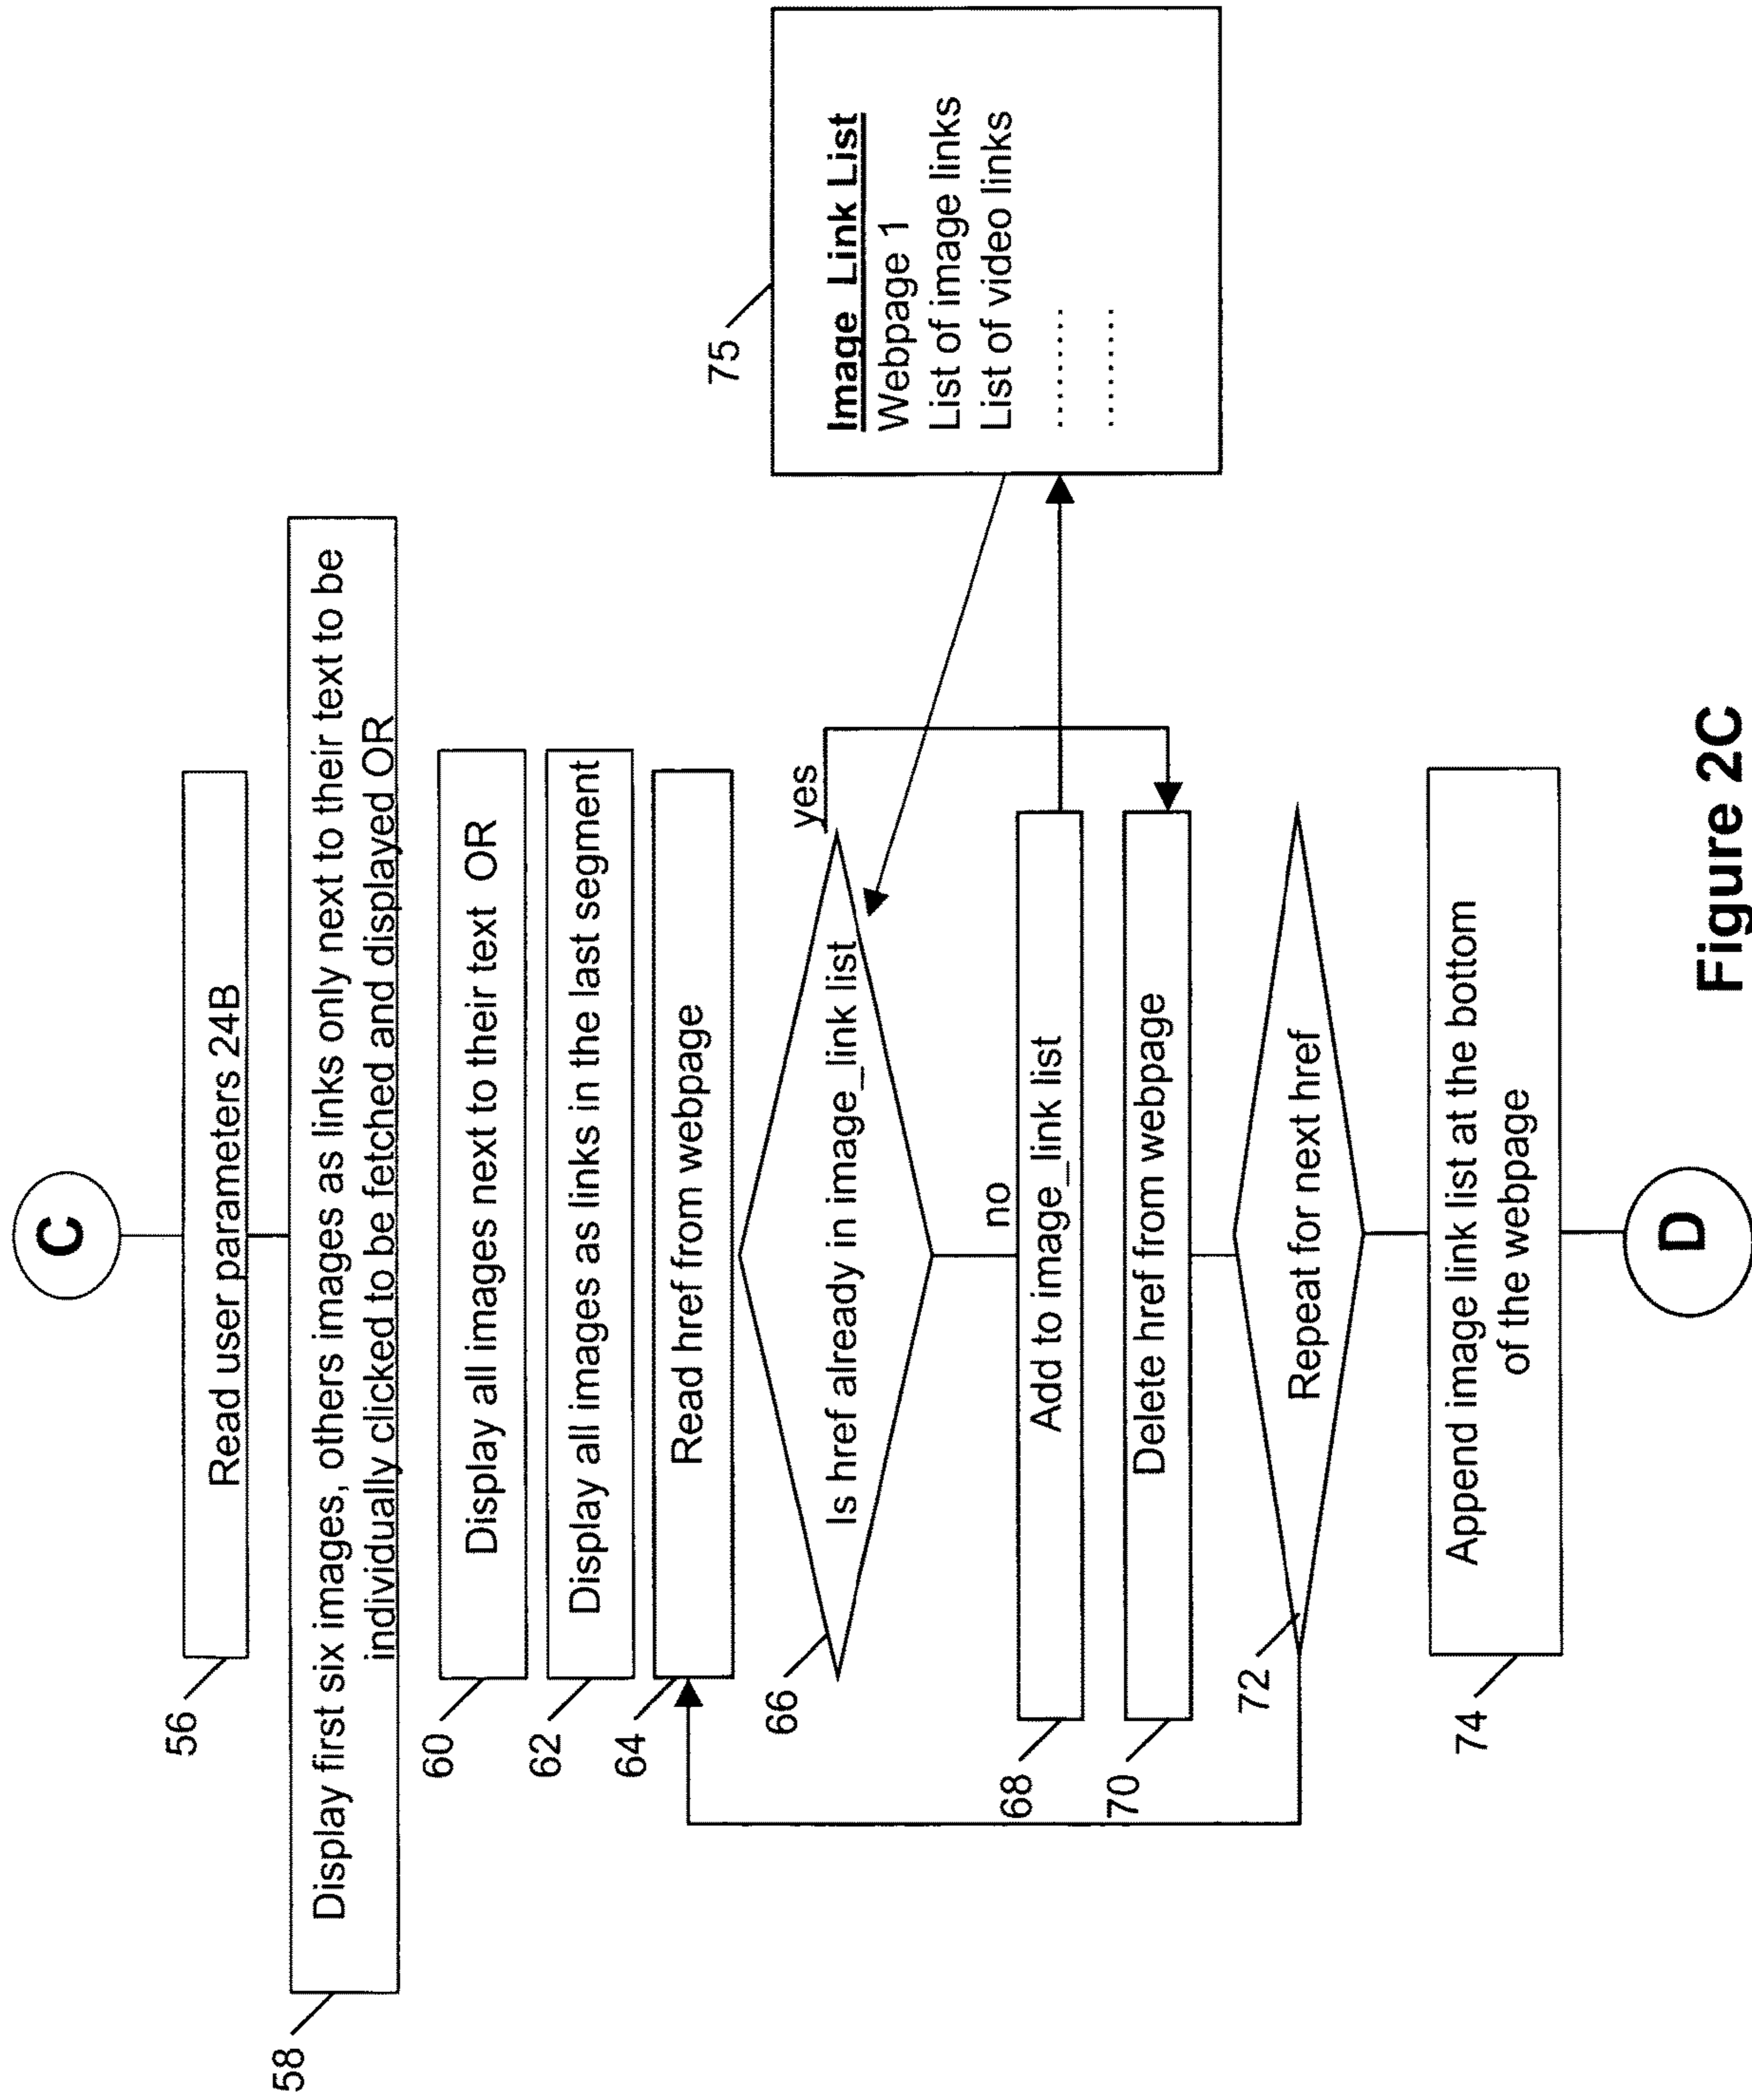 C
56
Read user parameters 24B
58
Display first six images, others images as links only next to their text to be
individually clicked to be fetched and displayed OR
60
Display all images next to their text OR
62
Display all images as links in the last segment
64
Read href from webpage
66
Is href already in image_link list
yes
no
68
Add to image_link list
70
Delete href from webpage
72
Repeat for next href
74
Append image link list at the bottom
of the webpage
D
75
Image Link List
Webpage 1
List of image links
List of video links
........
........
Figure 2C